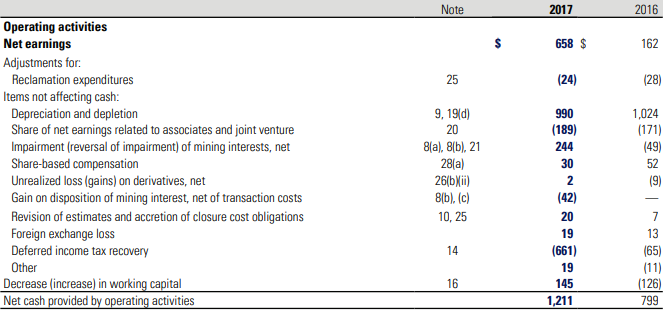 Note 2017 2016
Operating activities
Net earnings $ 658 $ 162
Adjustments for:
Reclamation expenditures 25 (24) (28)
Items not affecting cash:
Depreciation and depletion 9, 19(d) 990 1,024
Share of net earnings related to associates and joint venture 20 (189) (171)
Impairment (reversal of impairment) of mining interests, net 8(a), 8(b), 21 244 (49)
Share-based compensation 28(a) 30 52
Unrealized loss (gains) on derivatives, net 26(b)(ii) 2 (9)
Gain on disposition of mining interest, net of transaction costs 8(b), (c) (42) —
Revision of estimates and accretion of closure cost obligations 10, 25 20 7
Foreign exchange loss 19 13
Deferred income tax recovery 14 (661) (65)
Other 19 (11)
Decrease (increase) in working capital 16 145 (126)
Net cash provided by operating activities 1,211 799